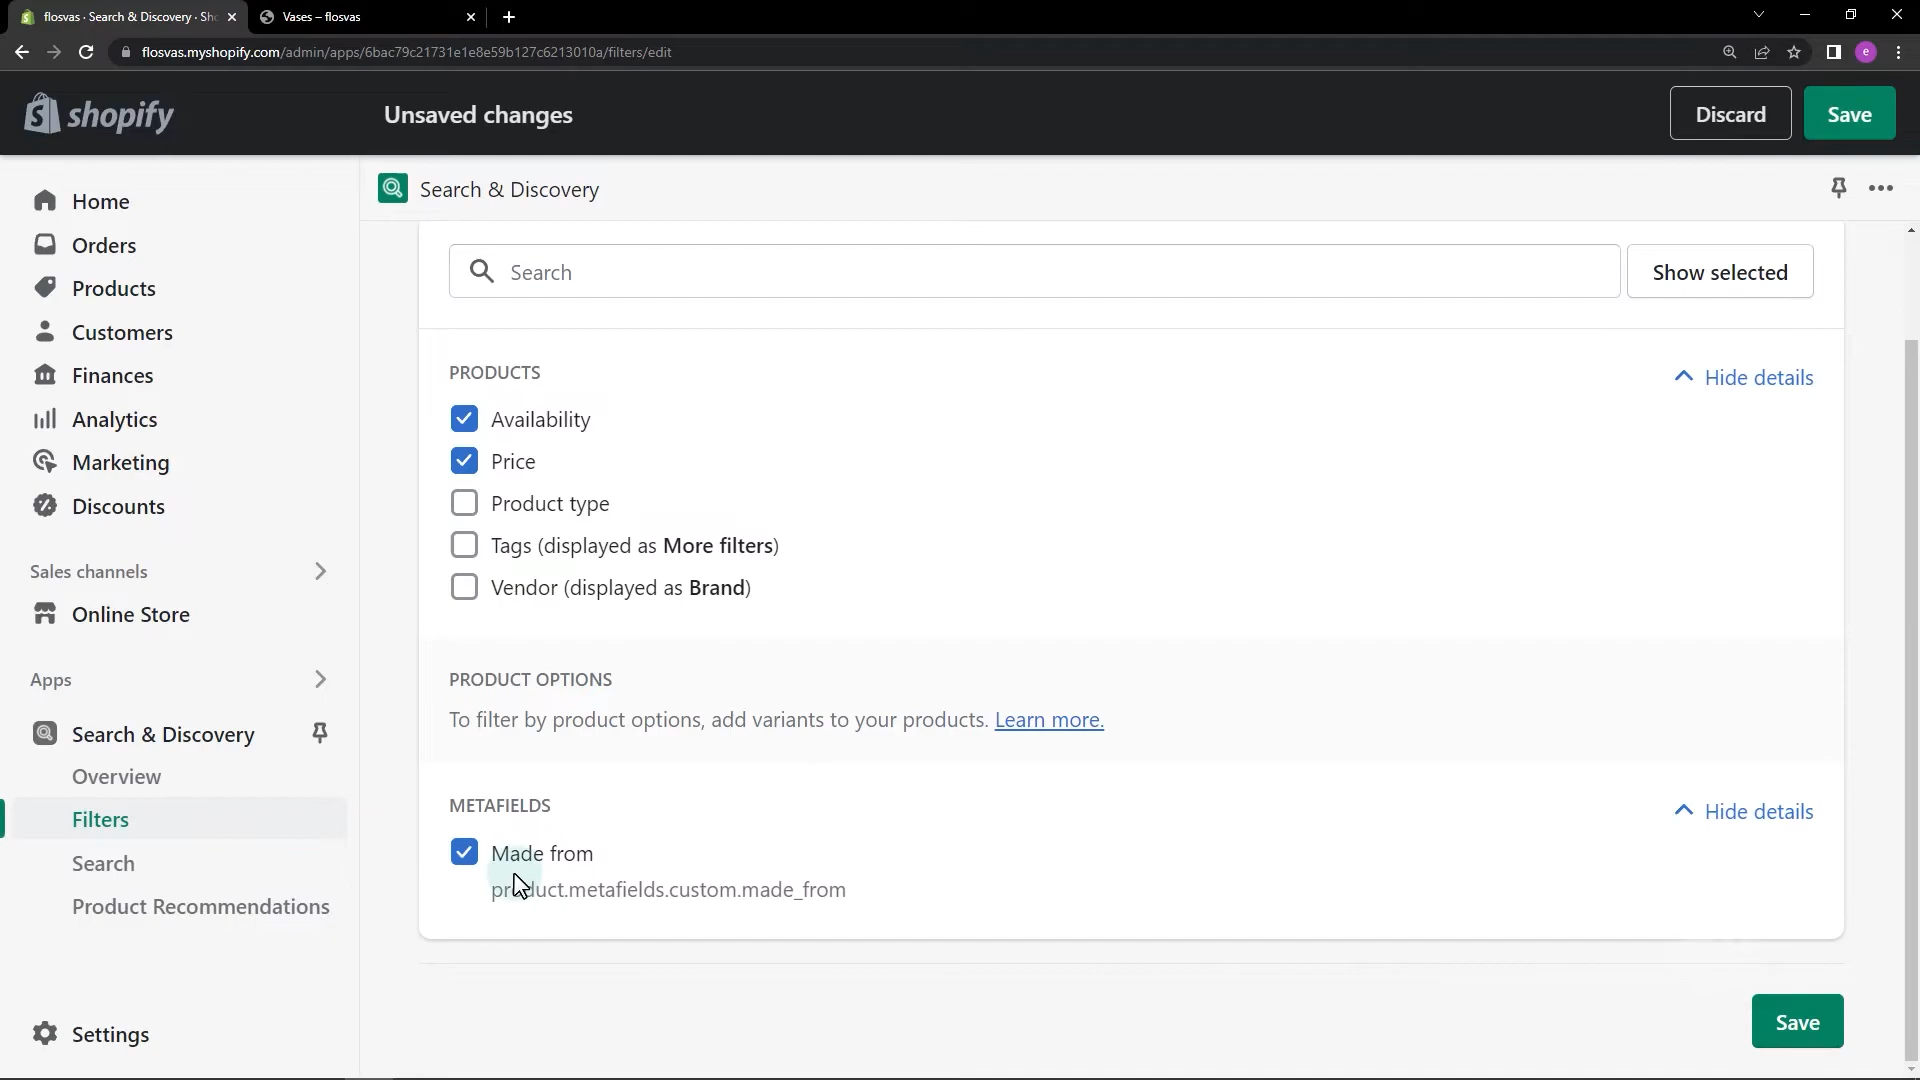 flosvas · Search & Discovery · Sh
Vases – flosvas
flosvas.myshopify.com/admin/apps/6bac79c21731e1e8e59b127c6213010a/filters/edit
e
shopify
Unsaved changes
Discard
Save
Home
Orders
Products
Customers
Finances
Analytics
Marketing
Discounts
Sales channels
Online Store
Apps
Search & Discovery
Overview
Filters
Search
Product Recommendations
Settings
Search & Discovery
Search
Show selected
PRODUCTS
Hide details
Availability
Price
Product type
Tags (displayed as More filters)
Vendor (displayed as Brand)
PRODUCT OPTIONS
To filter by product options, add variants to your products. Learn more.
METAFIELDS
Hide details
Made from
product.metafields.custom.made_from
Save